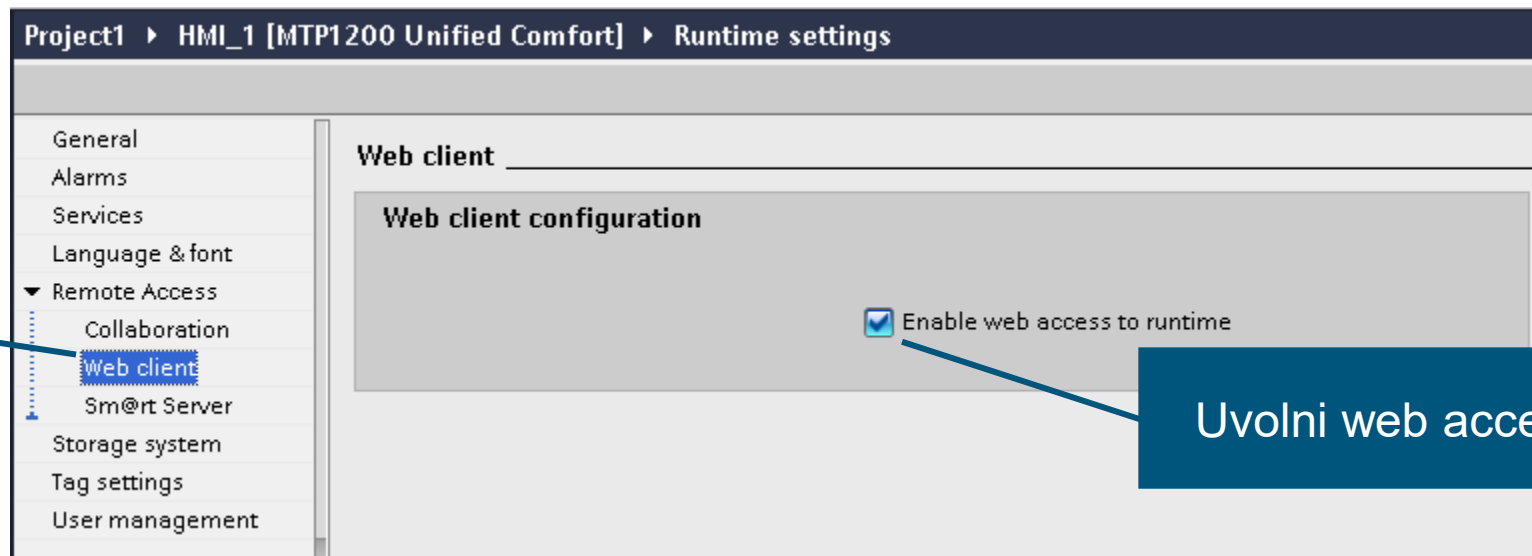 Project1 ▸ HMI_1 [MTP1200 Unified Comfort] ▸ Runtime settings
General
Alarms
Services
Language & font
Remote Access
Collaboration
Web client
Sm@rt Server
Storage system
Tag settings
User management
Web client
Web client configuration
Enable web access to runtime
Uvolni web acce